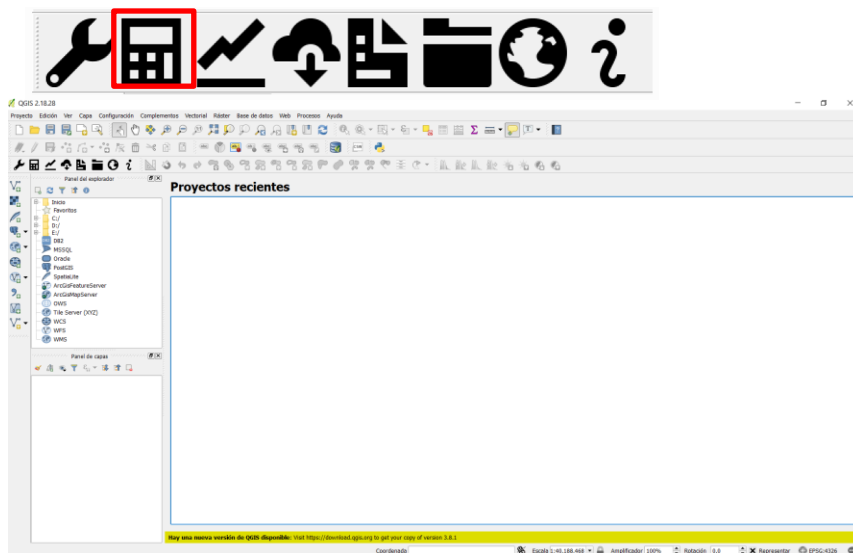 QGIS 2.18.28
Proyecto Edición Ver Capa Configuración Complementos Vectorial Ráster Base de datos Web Procesos Ayuda
Panel del explorador
Proyectos recientes
Inicio
Favoritos
C:/
D:/
E:/
DB2
MSSQL
Oracle
PostGIS
SpatiaLite
ArcGisFeatureServer
ArcGisMapServer
OWS
Tile Server (XYZ)
WCS
WFS
WMS
Panel de capas
Hay una nueva versión de QGIS disponible: Visit https://download.qgis.org to get your copy of version 3.8.1
Coordenada Escala 1:40.188.468 Amplificador 100% Rotación 0,0 Representar EPSG:4326